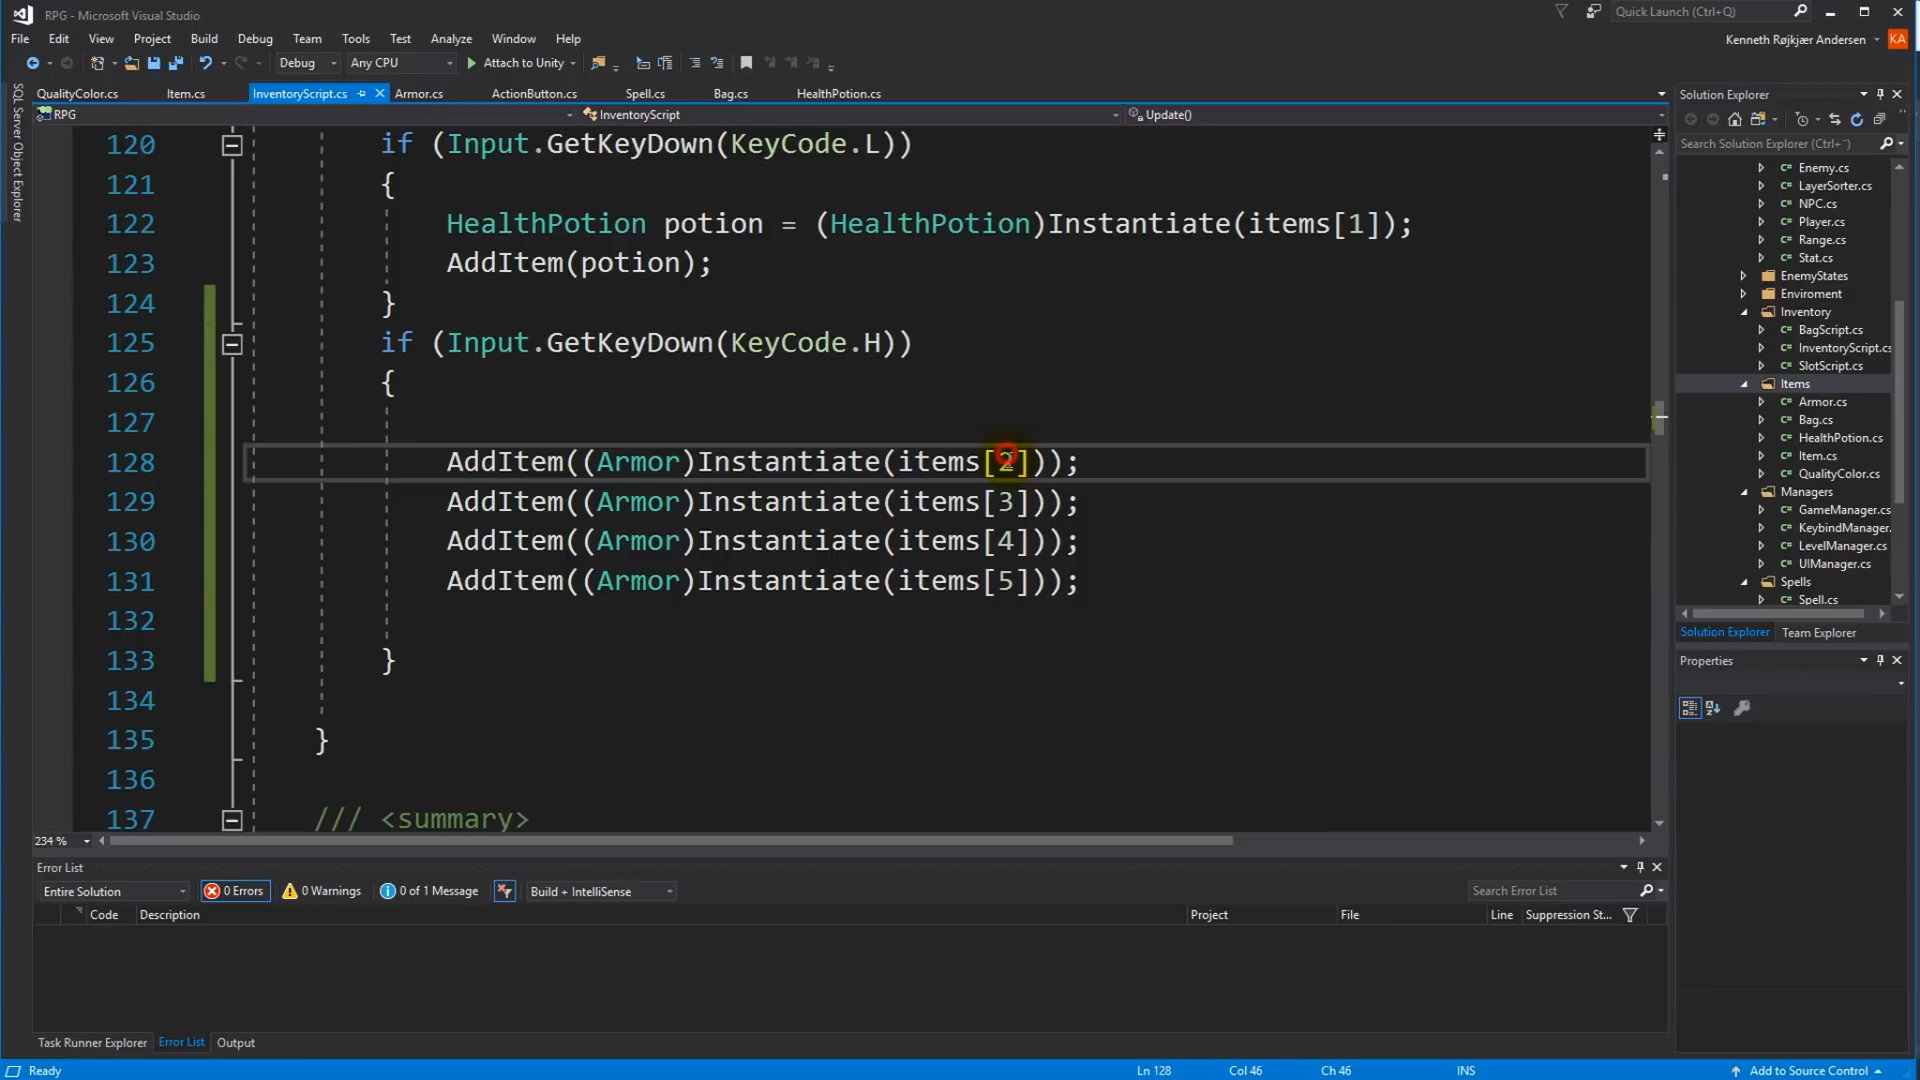 RPG - Microsoft Visual Studio
Quick Launch (Ctrl+Q)
File Edit View Project Build Debug Team Tools Test Analyze Window Help
Kenneth Røjkjær Andersen KA
Debug Any CPU Attach to Unity
SQL Server Object Explorer
QualityColor.cs Item.cs InventoryScript.cs Armor.cs ActionButton.cs Spell.cs Bag.cs HealthPotion.cs
RPG InventoryScript Update()
120 if (Input.GetKeyDown(KeyCode.L))
121 {
122 HealthPotion potion = (HealthPotion)Instantiate(items[1]);
123 AddItem(potion);
124 }
125 if (Input.GetKeyDown(KeyCode.H))
126 {
127
128 AddItem((Armor)Instantiate(items[2]));
129 AddItem((Armor)Instantiate(items[3]));
130 AddItem((Armor)Instantiate(items[4]));
131 AddItem((Armor)Instantiate(items[5]));
132
133 }
134
135 }
136
137 /// <summary>
234 %
Solution Explorer
Search Solution Explorer (Ctrl+¨)
C# Enemy.cs
C# LayerSorter.cs
C# NPC.cs
C# Player.cs
C# Range.cs
C# Stat.cs
EnemyStates
Enviroment
Inventory
C# BagScript.cs
C# InventoryScript.cs
C# SlotScript.cs
Items
C# Armor.cs
C# Bag.cs
C# HealthPotion.cs
C# Item.cs
C# QualityColor.cs
Managers
C# GameManager.cs
C# KeybindManager.
C# LevelManager.cs
C# UIManager.cs
Spells
C# Spell.cs
Solution Explorer Team Explorer
Properties
Error List
Entire Solution 0 Errors 0 Warnings 0 of 1 Message Build + IntelliSense
Search Error List
Code Description Project File Line Suppression St...
Task Runner Explorer Error List Output
Ready Ln 128 Col 46 Ch 46 INS Add to Source Control